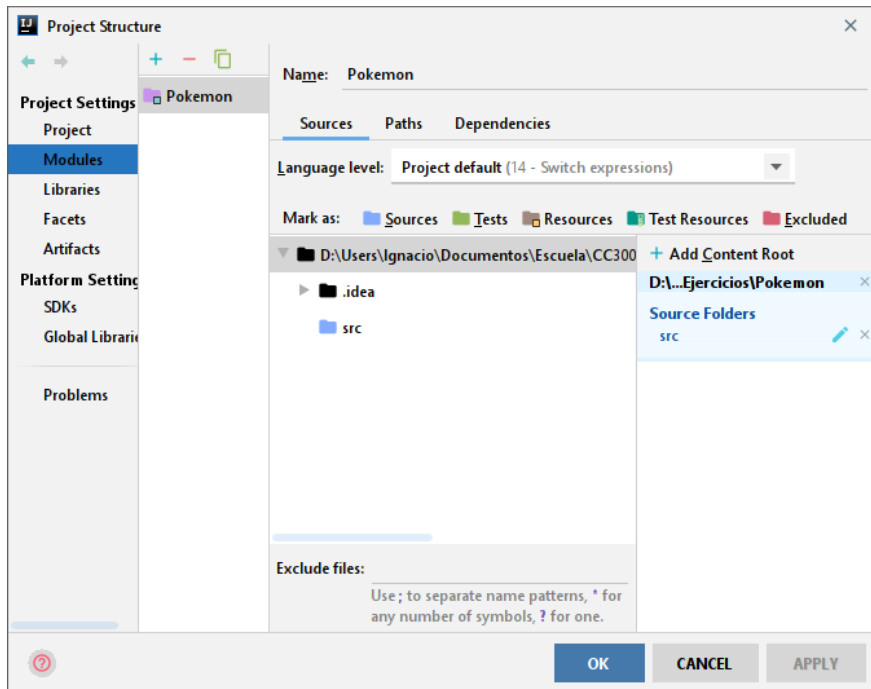 Project Structure
Project Settings
Project
Modules
Libraries
Facets
Artifacts
Platform Setting
SDKs
Global Librarie
Problems
Pokemon
Name: Pokemon
Sources Paths Dependencies
Language level: Project default (14 - Switch expressions)
Mark as: Sources Tests Resources Test Resources Excluded
D:\Users\Ignacio\Documentos\Escuela\CC300
.idea
src
+ Add Content Root
D:\...Ejercicios\Pokemon
Source Folders
src
Exclude files:
Use ; to separate name patterns, * for
any number of symbols, ? for one.
OK CANCEL APPLY